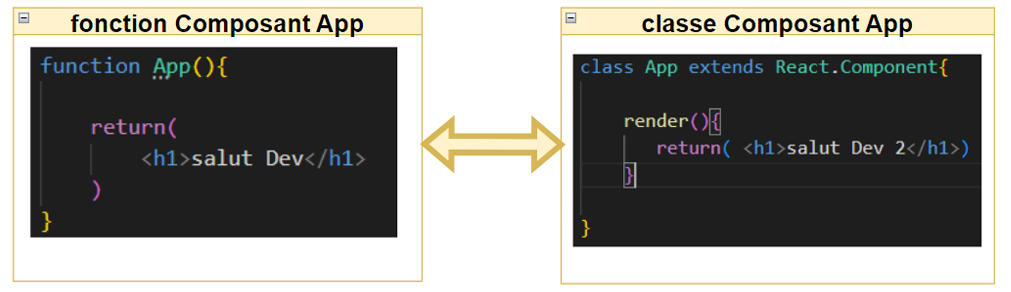 fonction Composant App
function App(){
return(
<h1>salut Dev</h1>
)
}
classe Composant App
class App extends React.Component{
render(){
return( <h1>salut Dev 2</h1>)
}
}